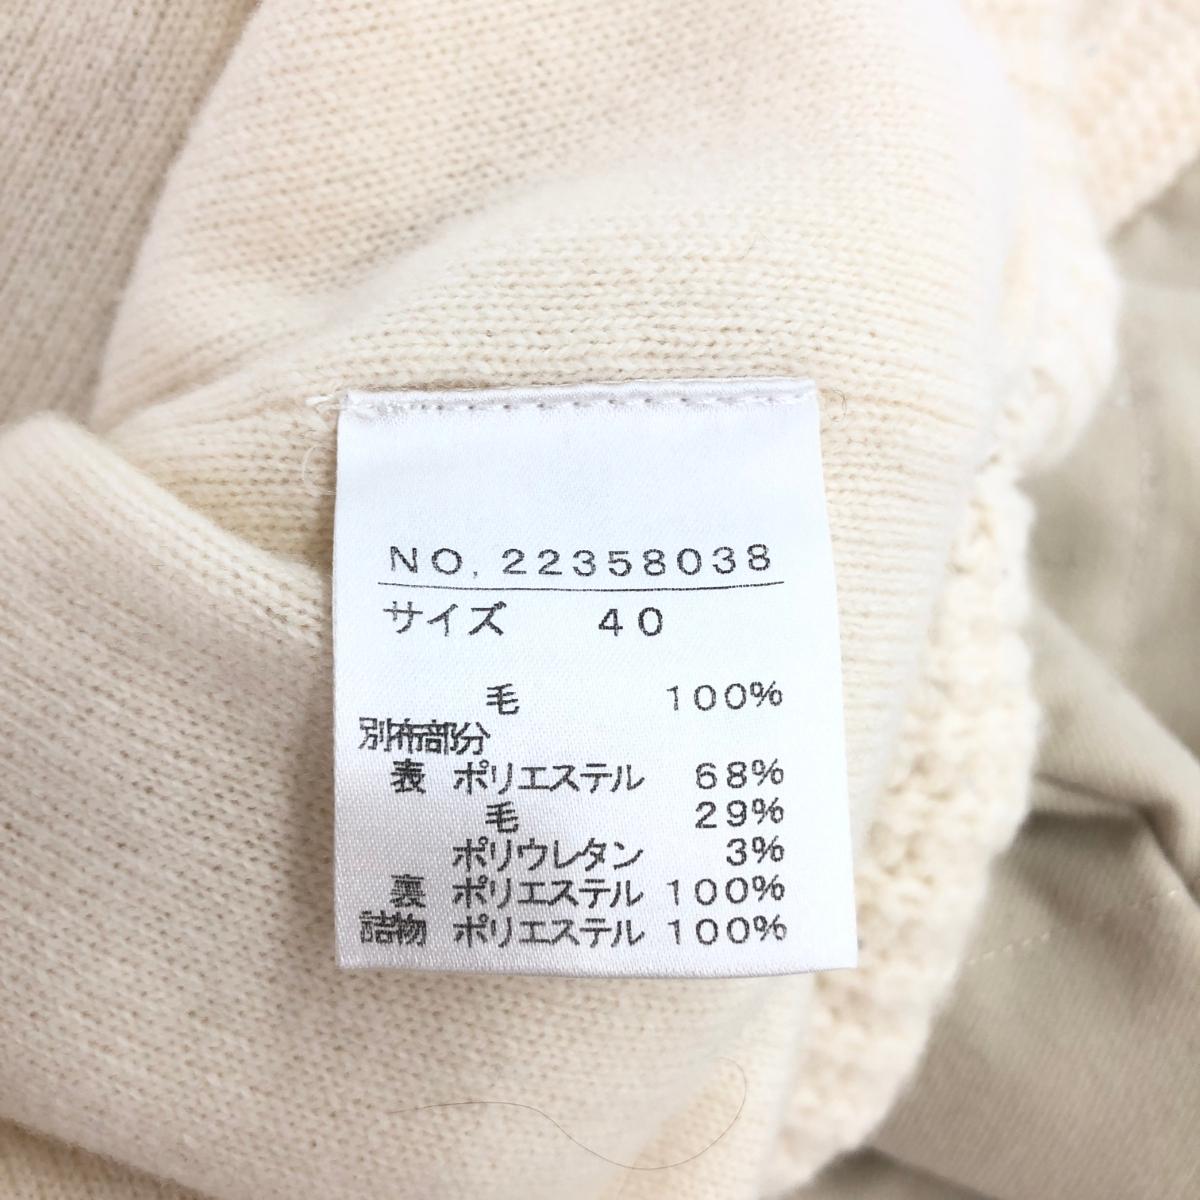 NO. 22358038
サイズ 40
毛 100%
別布部分
表 ポリエステル 68%
毛 29%
ポリウレタン 3%
裏 ポリエステル 100%
詰物 ポリエステル 100%